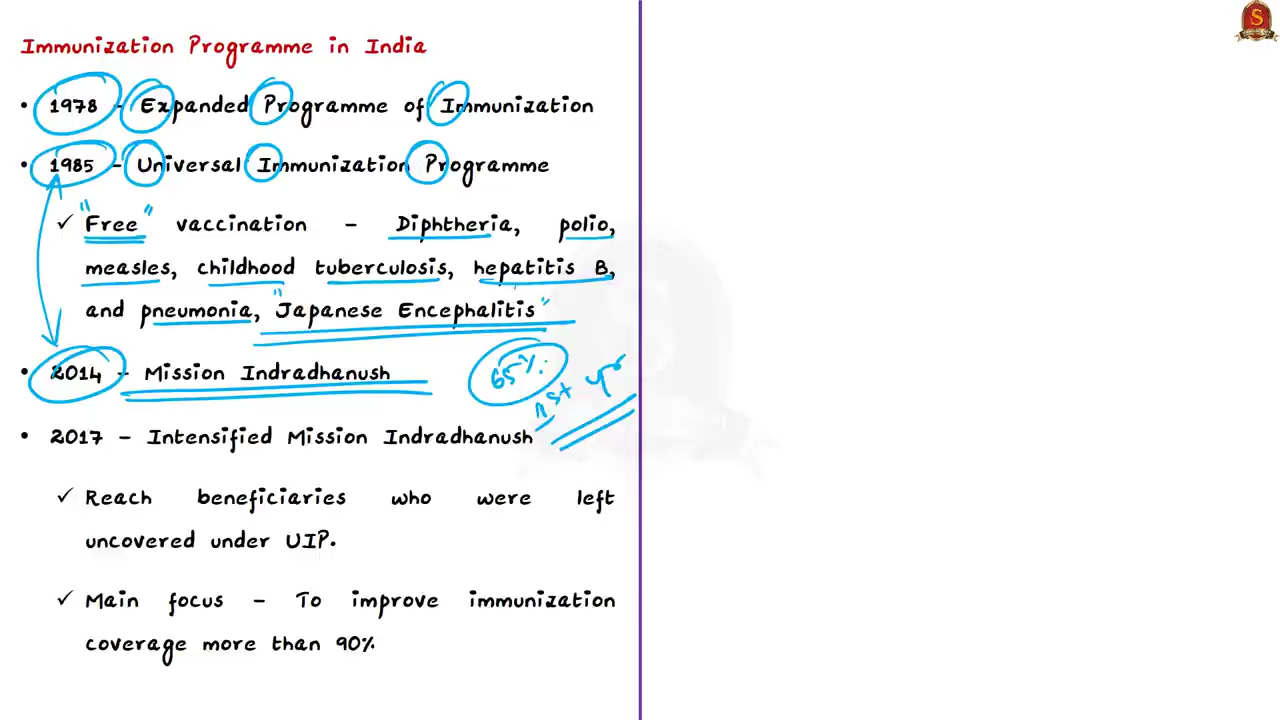 Immunization Programme in India
• 1978 - Expanded Programme of Immunization
• 1985 - Universal Immunization Programme
✓ "Free" vaccination - Diphtheria, polio,
measles, childhood tuberculosis, hepatitis B,
and pneumonia, "Japanese Encephalitis"
• 2014 - Mission Indradhanush
65%
1st yr
• 2017 - Intensified Mission Indradhanush
✓ Reach beneficiaries who were left
uncovered under UIP.
✓ Main focus - To improve immunization
coverage more than 90%
S